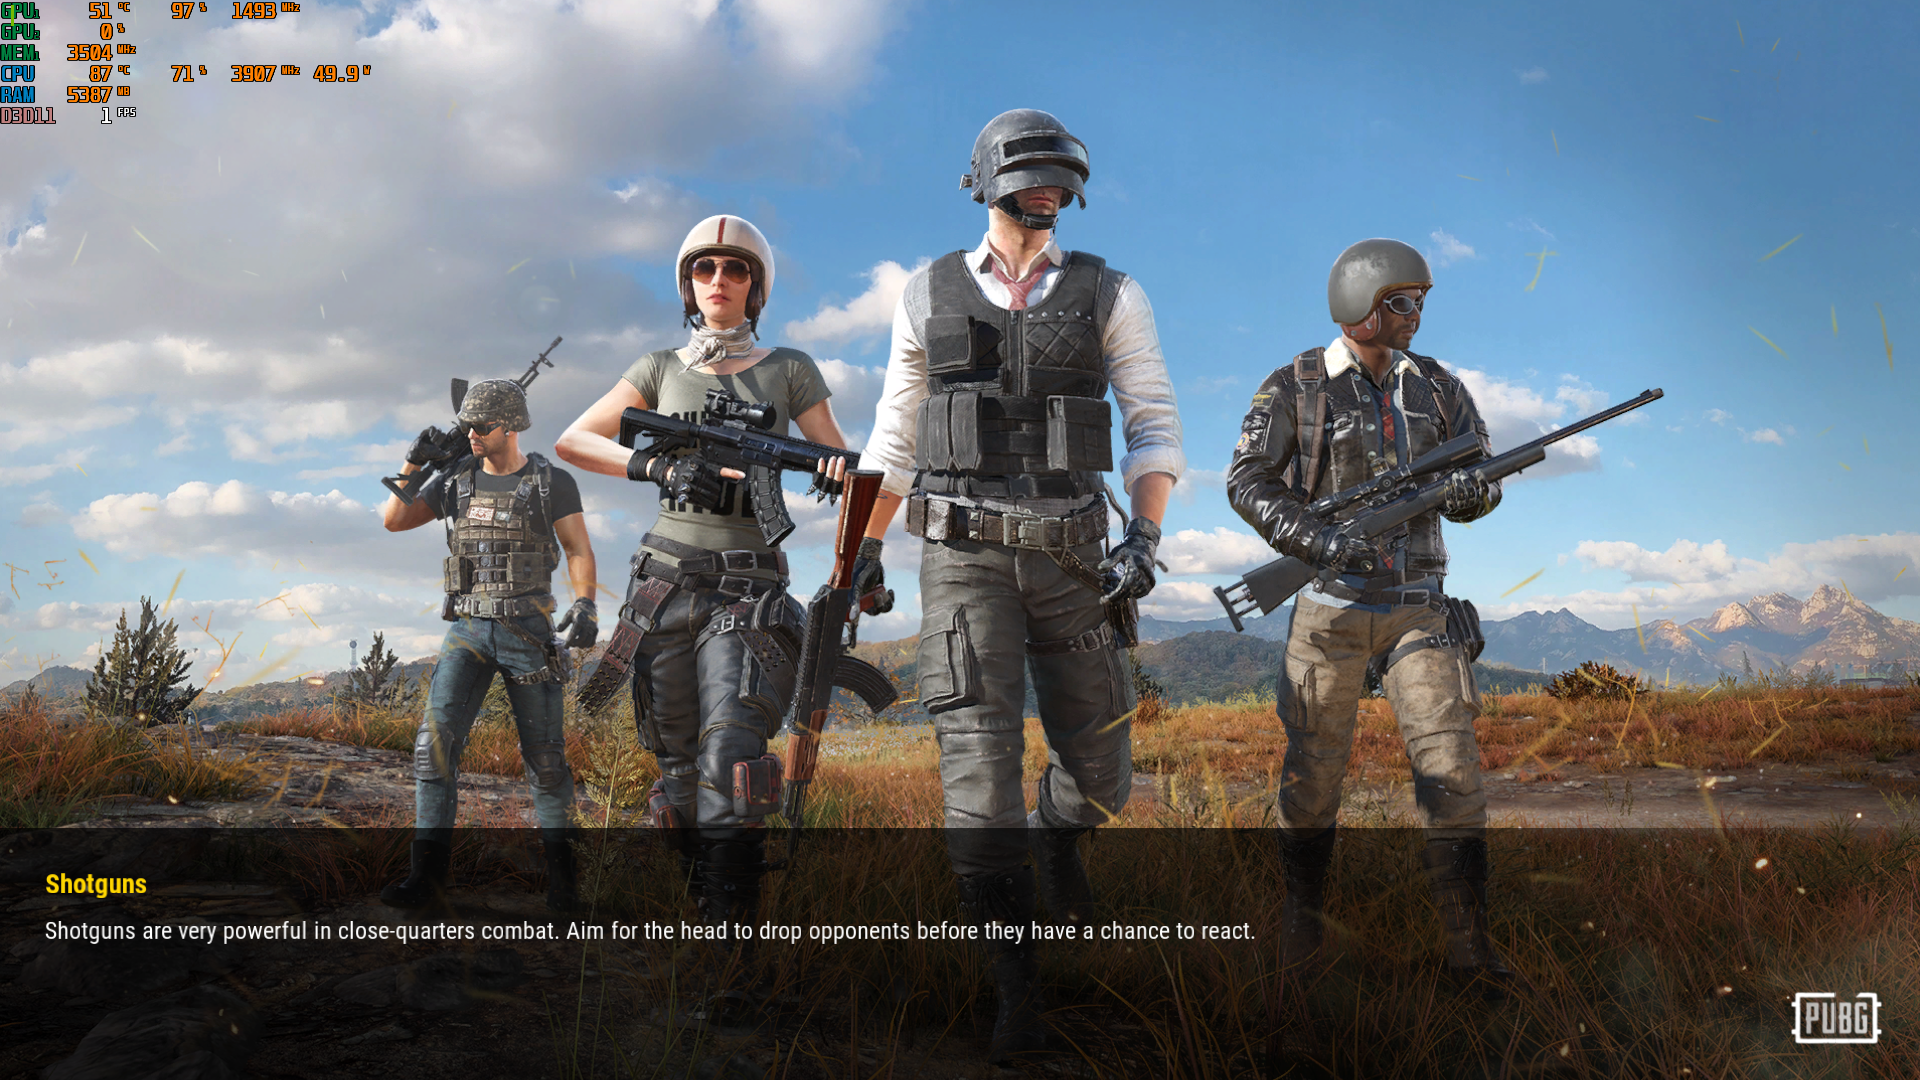 GPU₁ 51 °C 97 % 1493 MHz
GPU₂ 0 %
MEM₁ 3504 MHz
CPU 87 °C 71 % 3907 MHz 49.9 W
RAM 5387 MB
D3D11 1 FPS
Shotguns
Shotguns are very powerful in close-quarters combat. Aim for the head to drop opponents before they have a chance to react.
PUBG